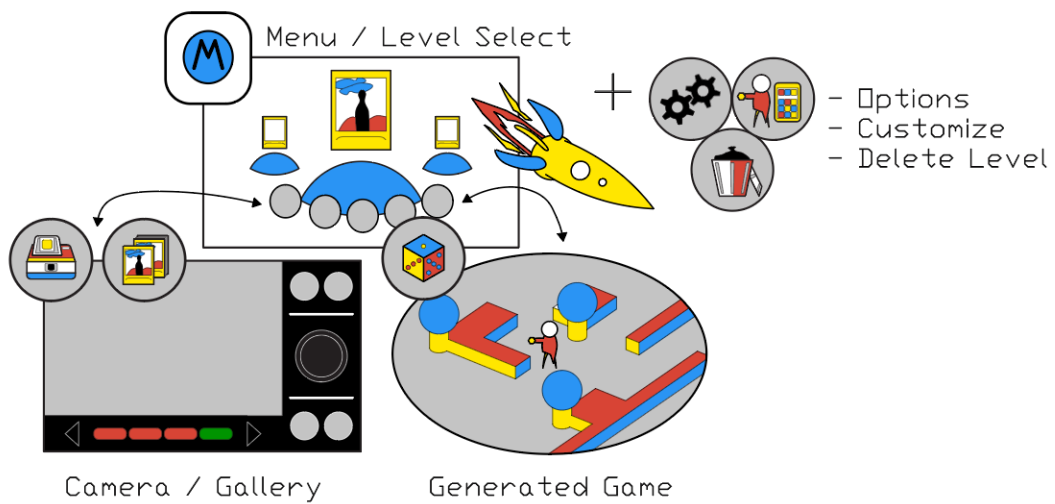 M
Menu / Level Select
- Options
- Customize
- Delete Level
Camera / Gallery
Generated Game